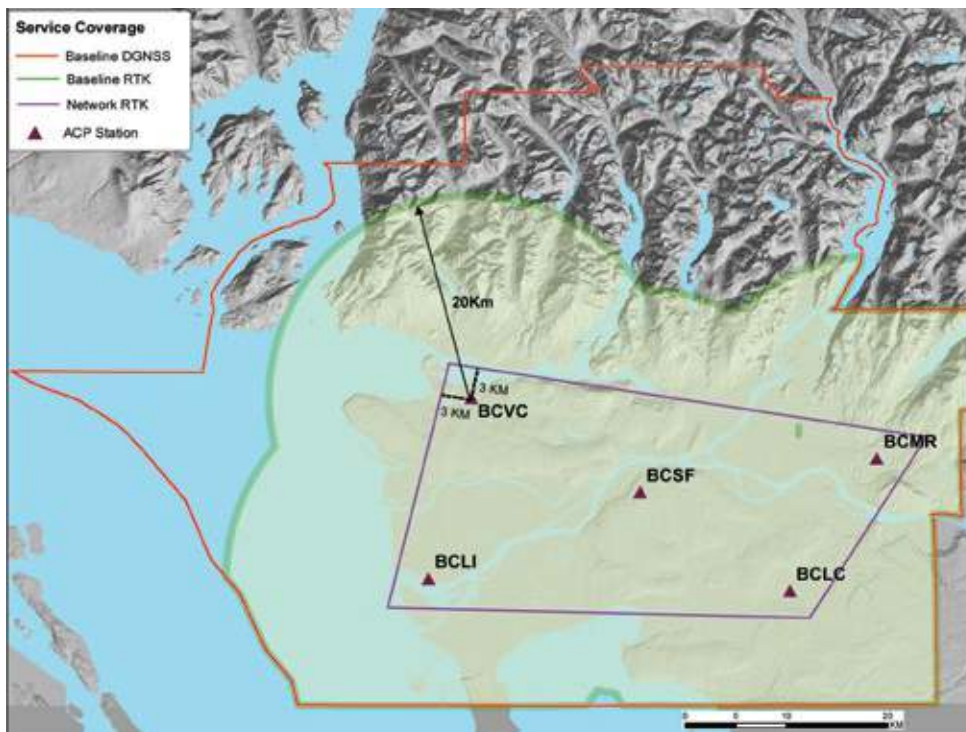 Service Coverage
Baseline DGNSS
Baseline RTK
Network RTK
ACP Station
20Km
3 KM
3 KM
BCVC
BCMR
BCSF
BCLI
BCLC
0 5 10 20
KM